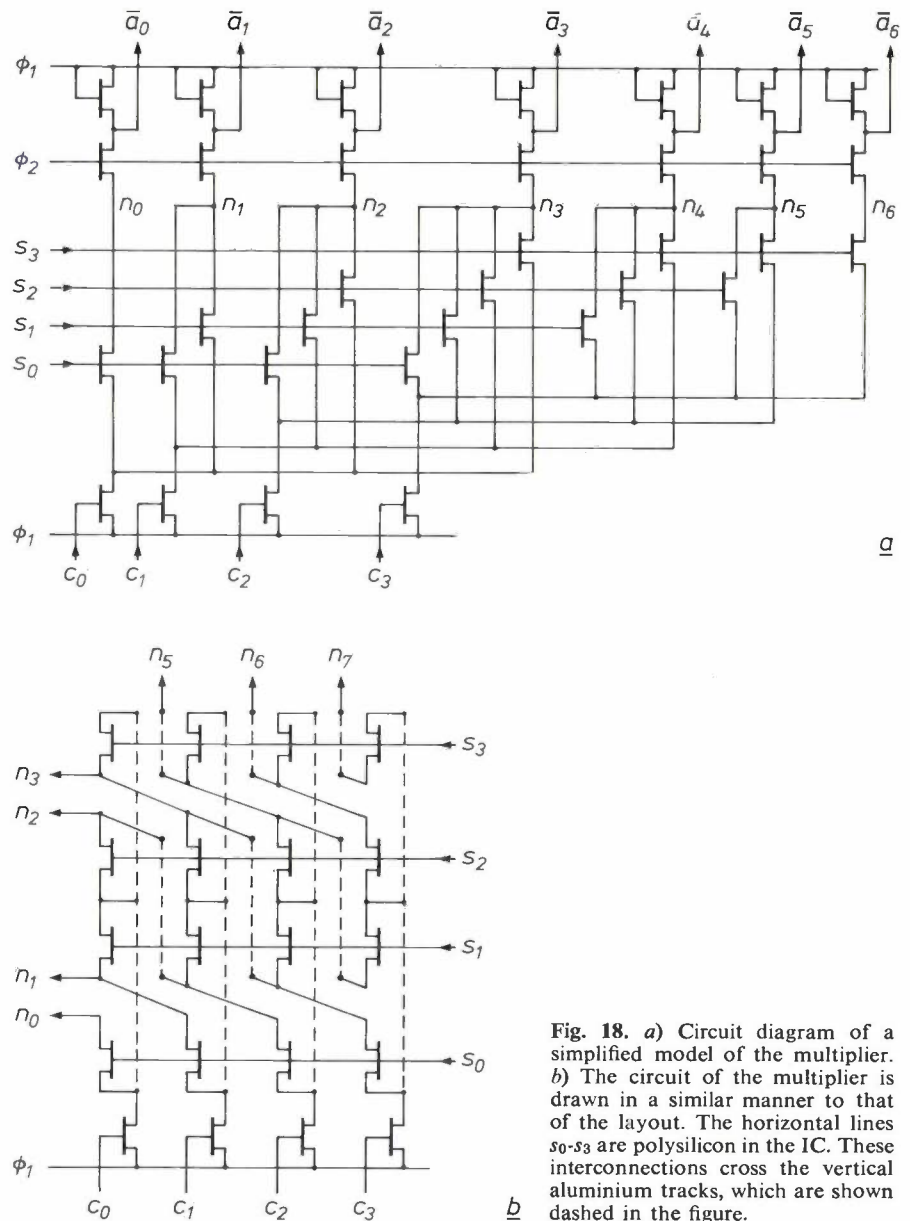 ā₀ ā₁ ā₂ ā₃ ā₄ ā₅ ā₆
ϕ₁
ϕ₂
n₀ n₁ n₂ n₃ n₄ n₅ n₆
s₃
s₂
s₁
s₀
ϕ₁
a
c₀ c₁ c₂ c₃
n₅ n₆ n₇
s₃
n₃
n₂
s₂
s₁
n₁
n₀
s₀
ϕ₁
c₀ c₁ c₂ c₃ b
Fig. 18. a) Circuit diagram of a
simplified model of the multiplier.
b) The circuit of the multiplier is
drawn in a similar manner to that
of the layout. The horizontal lines
s₀-s₃ are polysilicon in the IC. These
interconnections cross the vertical
aluminium tracks, which are shown
dashed in the figure.